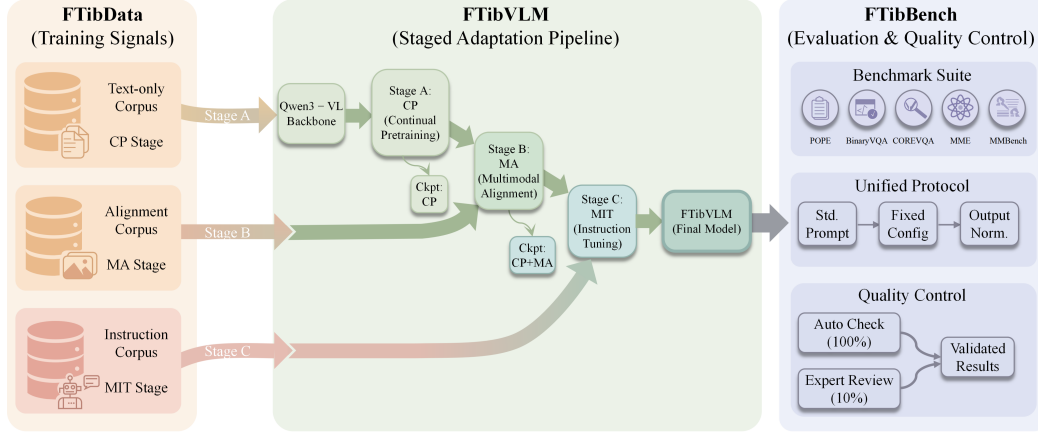 FTibData
(Training Signals)
Text-only
Corpus
CP Stage
Alignment
Corpus
MA Stage
Instruction
Corpus
MIT Stage
Stage A
Stage B
Stage C
FTibVLM
(Staged Adaptation Pipeline)
Qwen3 − VL
Backbone
Stage A:
CP
(Continual
Pretraining)
Ckpt:
CP
Stage B:
MA
(Multimodal
Alignment)
Ckpt:
CP+MA
Stage C:
MIT
(Instruction
Tuning)
FTibVLM
(Final Model)
FTibBench
(Evaluation & Quality Control)
Benchmark Suite
POPE
BinaryVQA
COREVQA
MME
MMBench
Unified Protocol
Std.
Prompt
Fixed
Config
Output
Norm.
Quality Control
Auto Check
(100%)
Expert Review
(10%)
Validated
Results